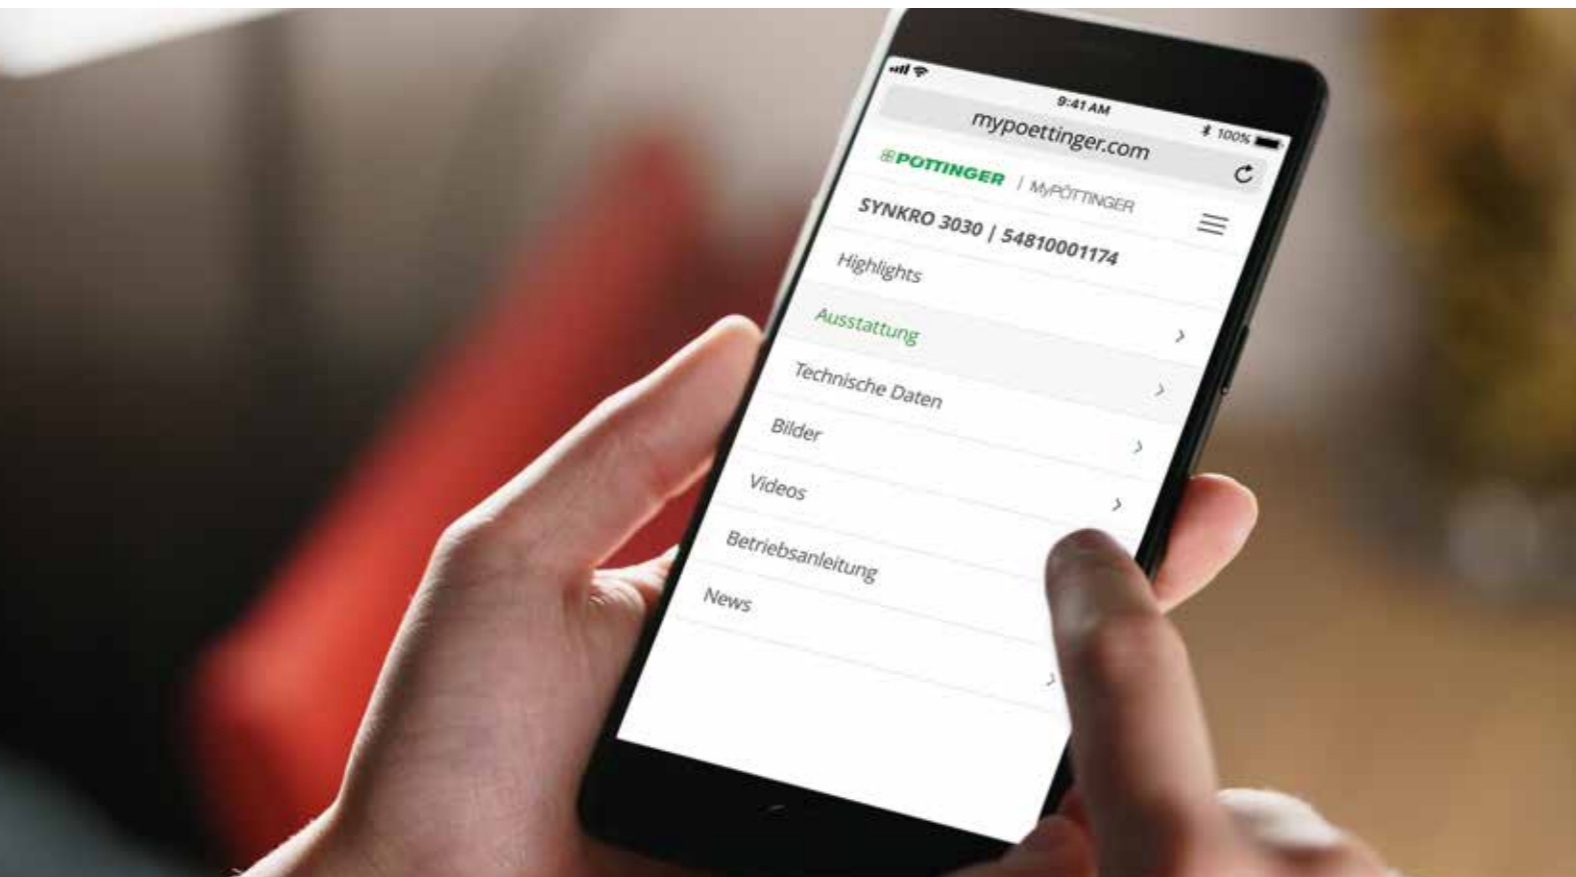 9:41 AM
100%
mypoettinger.com
PÖTTINGER | MyPÖTTINGER
SYNKRO 3030 | 54810001174
Highlights
Ausstattung
Technische Daten
Bilder
Videos
Betriebsanleitung
News